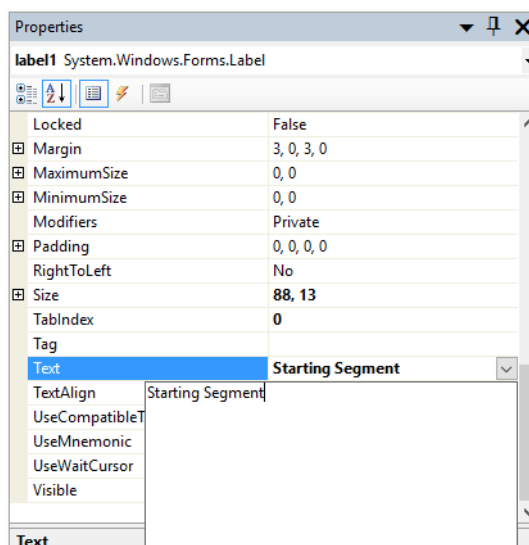 Properties
label1 System.Windows.Forms.Label
Locked False
Margin 3, 0, 3, 0
MaximumSize 0, 0
MinimumSize 0, 0
Modifiers Private
Padding 0, 0, 0, 0
RightToLeft No
Size 88, 13
TabIndex 0
Tag
Text Starting Segment
TextAlign Starting Segment
UseCompatibleT
UseMnemonic
UseWaitCursor
Visible
Text